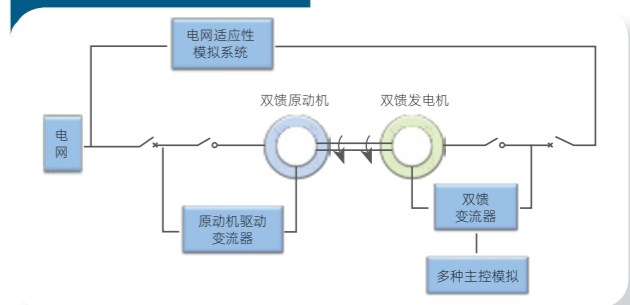 电网适应性
模拟系统
双馈原动机
双馈发电机
电
网
双馈
变流器
原动机驱动
变流器
多种主控模拟